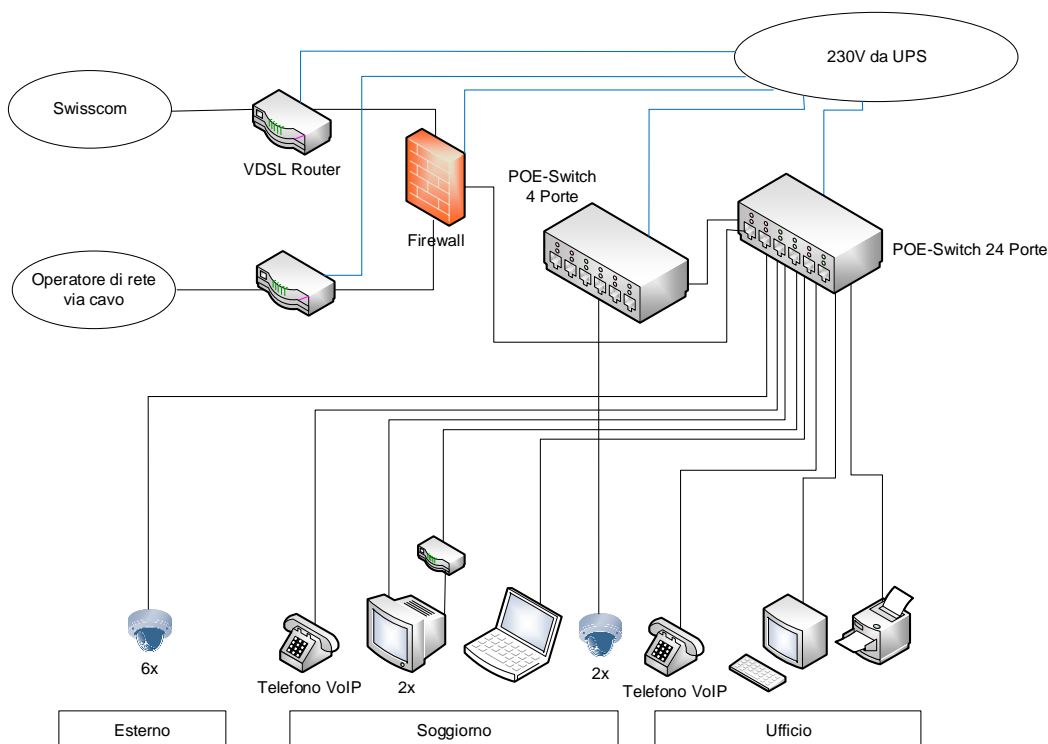 230V da UPS
Swisscom
VDSL Router
POE-Switch
4 Porte
Firewall
POE-Switch 24 Porte
Operatore di rete
via cavo
6x
Telefono VoIP
2x
2x
Telefono VoIP
Esterno
Soggiorno
Ufficio